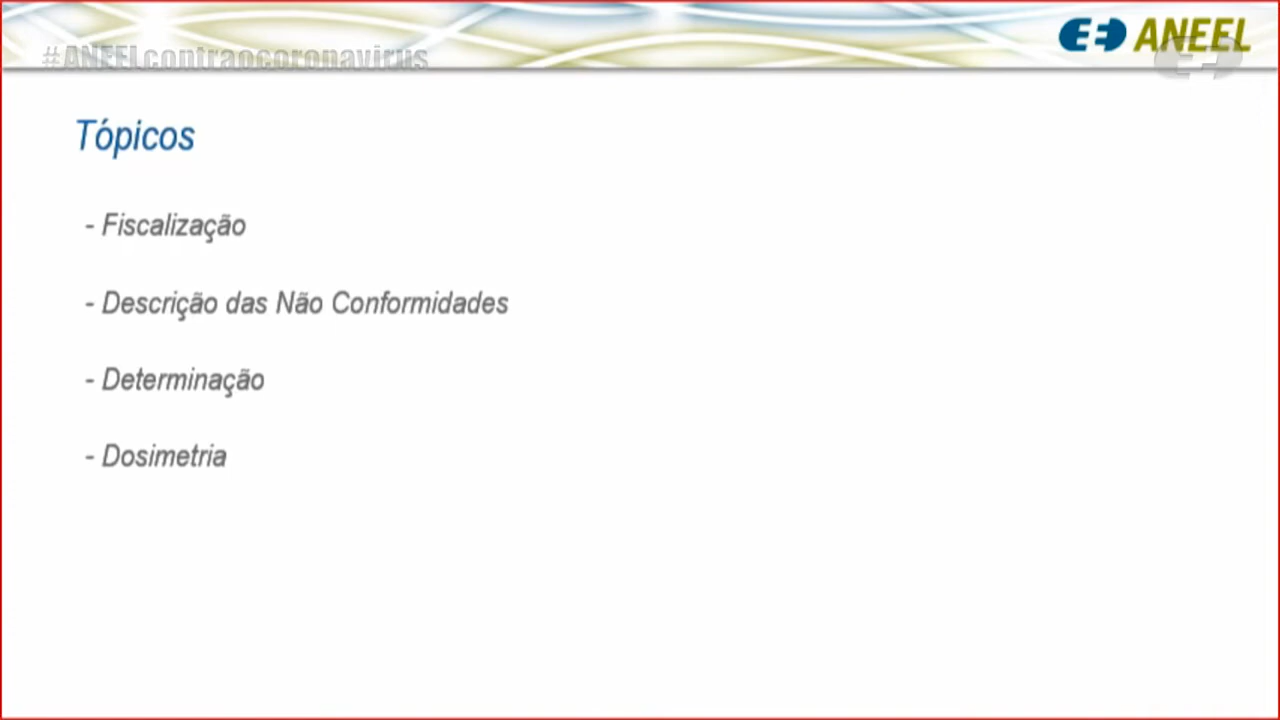 #ANEELcontraocoronavirus
ANEEL
Tópicos
- Fiscalização
- Descrição das Não Conformidades
- Determinação
- Dosimetria